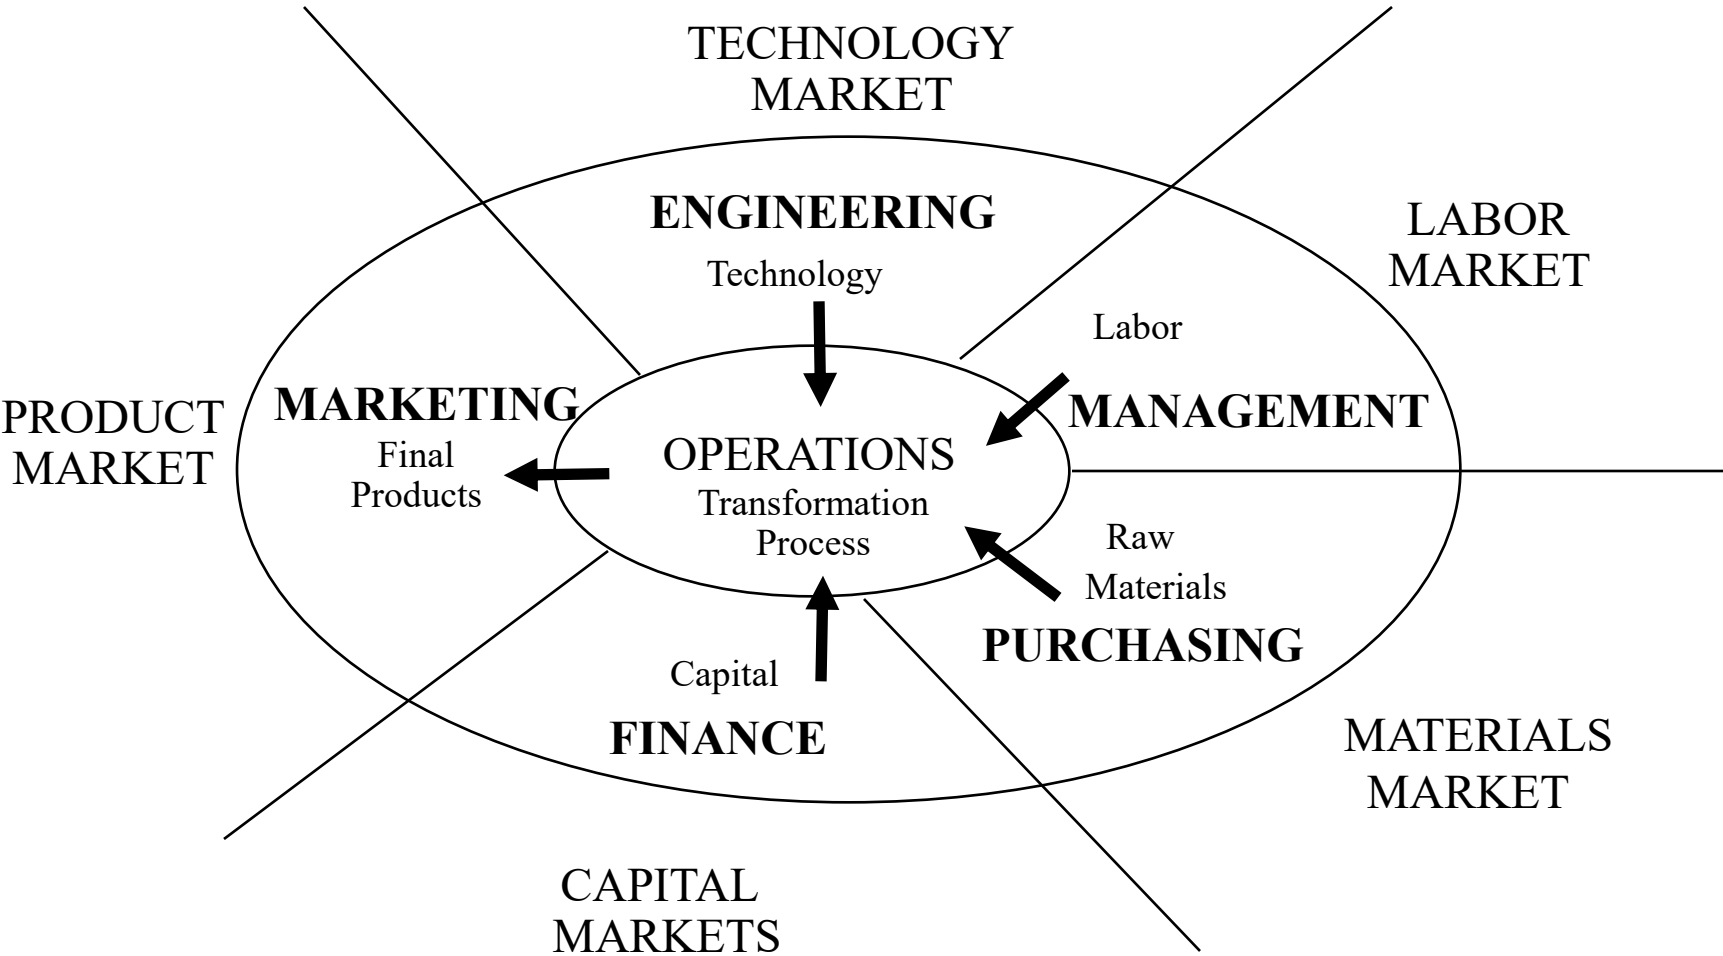 TECHNOLOGY
MARKET
ENGINEERING
Technology
LABOR
MARKET
Labor
MANAGEMENT
PRODUCT
MARKET
MARKETING
Final
Products
OPERATIONS
Transformation
Process
Raw
Materials
PURCHASING
Capital
FINANCE
MATERIALS
MARKET
CAPITAL
MARKETS